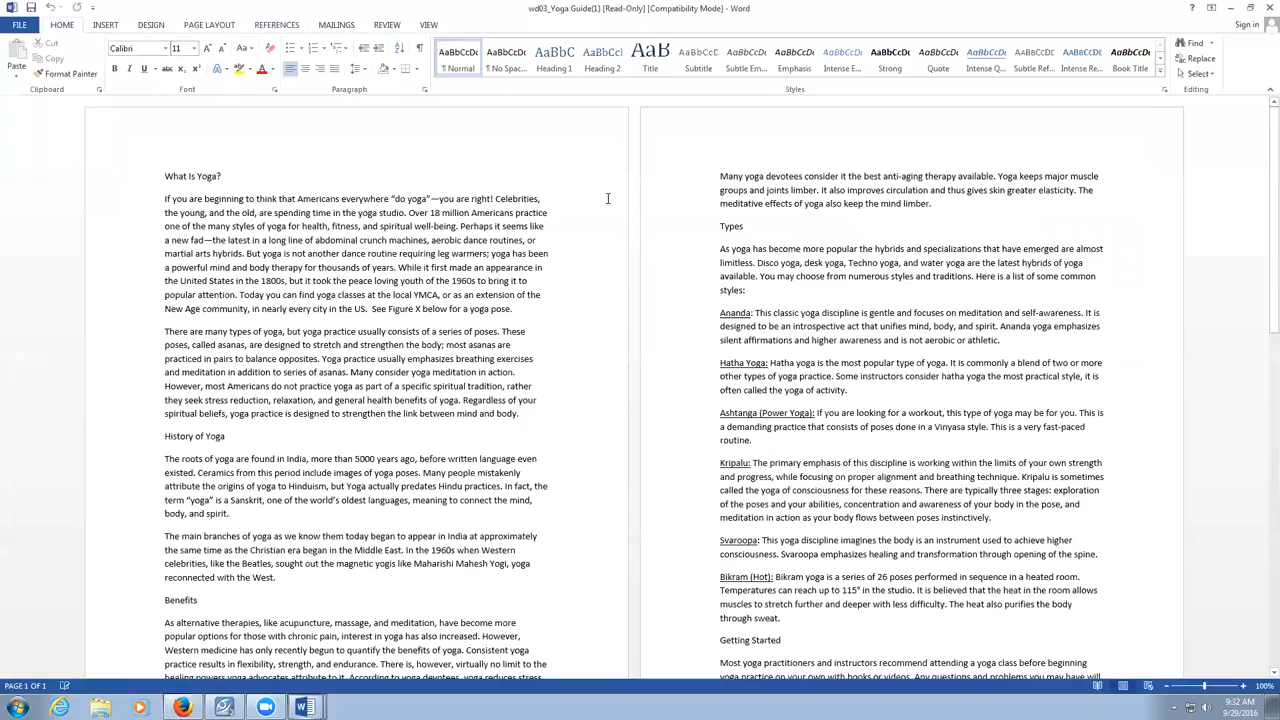 wd03_Yoga Guide(1) [Read-Only] [Compatibility Mode] - Word
Sign in
FILE HOME INSERT DESIGN PAGE LAYOUT REFERENCES MAILINGS REVIEW VIEW
Paste
Cut
Copy
Format Painter
Calibri 11
Find
Replace
Select
AaBbCcDc AaBbCcDc AaBbC AaBbCc AaB AaBbCcD AaBbCcDc AaBbCcDc AaBbCcDc AaBbCcDc AaBbCcDc AaBbCcDc AaBbCcDc AaBbCcDc AaBbCcDc
¶ Normal ¶ No Spac... Heading 1 Heading 2 Title Subtitle Subtle Em... Emphasis Intense E... Strong Quote Intense Q... Subtle Ref... Intense Re... Book Title
Clipboard Font Paragraph Styles Editing
What Is Yoga?
If you are beginning to think that Americans everywhere “do yoga”—you are right! Celebrities,
the young, and the old, are spending time in the yoga studio. Over 18 million Americans practice
one of the many styles of yoga for health, fitness, and spiritual well-being. Perhaps it seems like
a new fad—the latest in a long line of abdominal crunch machines, aerobic dance routines, or
martial arts hybrids. But yoga is not another dance routine requiring leg warmers; yoga has been
a powerful mind and body therapy for thousands of years. While it first made an appearance in
the United States in the 1800s, but it took the peace loving youth of the 1960s to bring it to
popular attention. Today you can find yoga classes at the local YMCA, or as an extension of the
New Age community, in nearly every city in the US.  See Figure X below for a yoga pose.
There are many types of yoga, but yoga practice usually consists of a series of poses. These
poses, called asanas, are designed to stretch and strengthen the body; most asanas are
practiced in pairs to balance opposites. Yoga practice usually emphasizes breathing exercises
and meditation in addition to series of asanas. Many consider yoga meditation in action.
However, most Americans do not practice yoga as part of a specific spiritual tradition, rather
they seek stress reduction, relaxation, and general health benefits of yoga. Regardless of your
spiritual beliefs, yoga practice is designed to strengthen the link between mind and body.
History of Yoga
The roots of yoga are found in India, more than 5000 years ago, before written language even
existed. Ceramics from this period include images of yoga poses. Many people mistakenly
attribute the origins of yoga to Hinduism, but Yoga actually predates Hindu practices. In fact, the
term “yoga” is a Sanskrit, one of the world’s oldest languages, meaning to connect the mind,
body, and spirit.
The main branches of yoga as we know them today began to appear in India at approximately
the same time as the Christian era began in the Middle East. In the 1960s when Western
celebrities, like the Beatles, sought out the magnetic yogis like Maharishi Mahesh Yogi, yoga
reconnected with the West.
Benefits
As alternative therapies, like acupuncture, massage, and meditation, have become more
popular options for those with chronic pain, interest in yoga has also increased. However,
Western medicine has only recently begun to quantify the benefits of yoga. Consistent yoga
practice results in flexibility, strength, and endurance. There is, however, virtually no limit to the
healing powers yoga advocates attribute to it. According to yoga devotees, yoga reduces stress
Many yoga devotees consider it the best anti-aging therapy available. Yoga keeps major muscle
groups and joints limber. It also improves circulation and thus gives skin greater elasticity. The
meditative effects of yoga also keep the mind limber.
Types
As yoga has become more popular the hybrids and specializations that have emerged are almost
limitless. Disco yoga, desk yoga, Techno yoga, and water yoga are the latest hybrids of yoga
available. You may choose from numerous styles and traditions. Here is a list of some common
styles:
Ananda: This classic yoga discipline is gentle and focuses on meditation and self-awareness. It is
designed to be an introspective act that unifies mind, body, and spirit. Ananda yoga emphasizes
silent affirmations and higher awareness and is not aerobic or athletic.
Hatha Yoga: Hatha yoga is the most popular type of yoga. It is commonly a blend of two or more
other types of yoga practice. Some instructors consider hatha yoga the most practical style, it is
often called the yoga of activity.
Ashtanga (Power Yoga): If you are looking for a workout, this type of yoga may be for you. This is
a demanding practice that consists of poses done in a Vinyasa style. This is a very fast-paced
routine.
Kripalu: The primary emphasis of this discipline is working within the limits of your own strength
and progress, while focusing on proper alignment and breathing technique. Kripalu is sometimes
called the yoga of consciousness for these reasons. There are typically three stages: exploration
of the poses and your abilities, concentration and awareness of your body in the pose, and
meditation in action as your body flows between poses instinctively.
Svaroopa: This yoga discipline imagines the body is an instrument used to achieve higher
consciousness. Svaroopa emphasizes healing and transformation through opening of the spine.
Bikram (Hot): Bikram yoga is a series of 26 poses performed in sequence in a heated room.
Temperatures can reach up to 115° in the studio. It is believed that the heat in the room allows
muscles to stretch further and deeper with less difficulty. The heat also purifies the body
through sweat.
Getting Started
Most yoga practitioners and instructors recommend attending a yoga class before beginning
yoga practice on your own with books or videos. Any questions and problems you may have will
PAGE 1 OF 1
100%
9:32 AM
9/29/2016